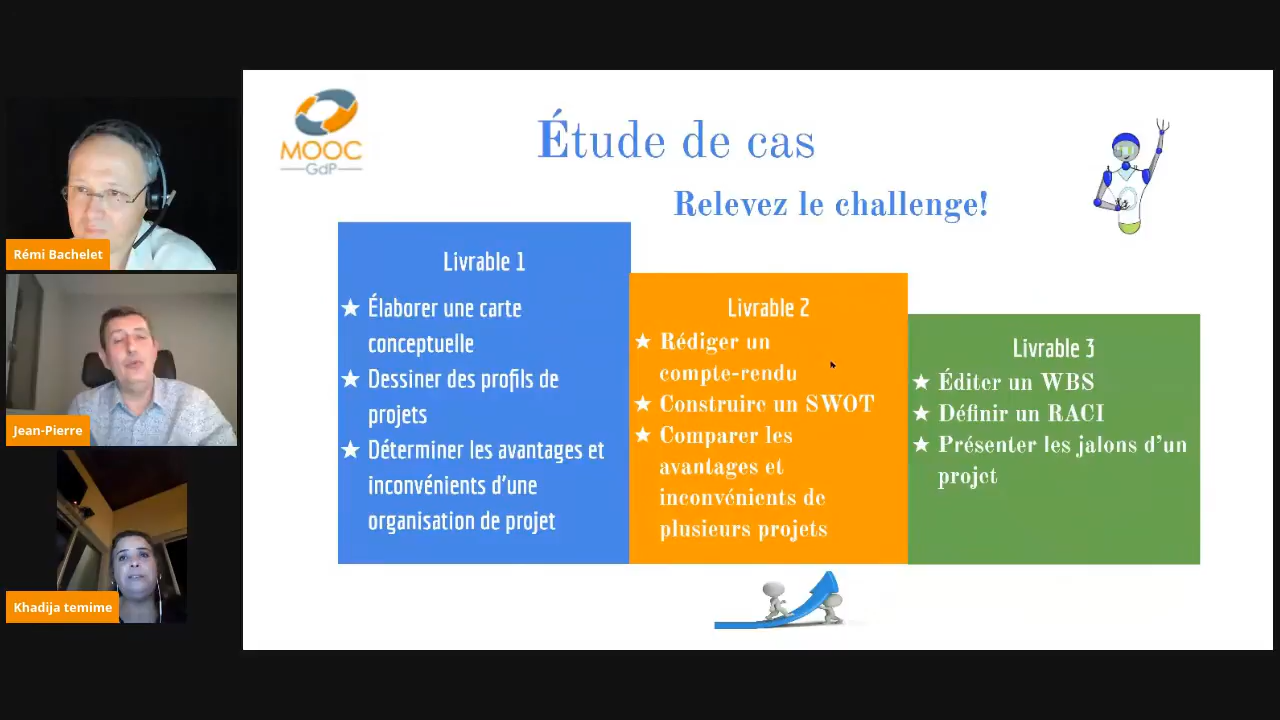 MOOC
GdP
Étude de cas
Relevez le challenge!
Rémi Bachelet
Jean-Pierre
Khadija temime
Livrable 1
★ Élaborer une carte
conceptuelle
★ Dessiner des profils de
projets
★ Déterminer les avantages et
inconvénients d'une
organisation de projet
Livrable 2
★ Rédiger un
compte-rendu
★ Construire un SWOT
★ Comparer les
avantages et
inconvénients de
plusieurs projets
Livrable 3
★ Éditer un WBS
★ Définir un RACI
★ Présenter les jalons d'un
projet